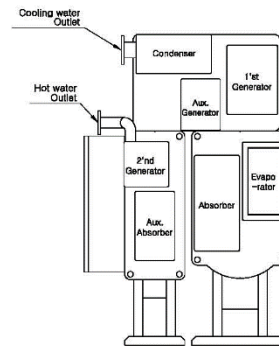 Cooling water
Outlet
Condenser
1'st
Generator
Aux.
Generator
Hot water
Outlet
2'nd
Generator
Aux.
Absorber
Absorber
Evapo
-rator